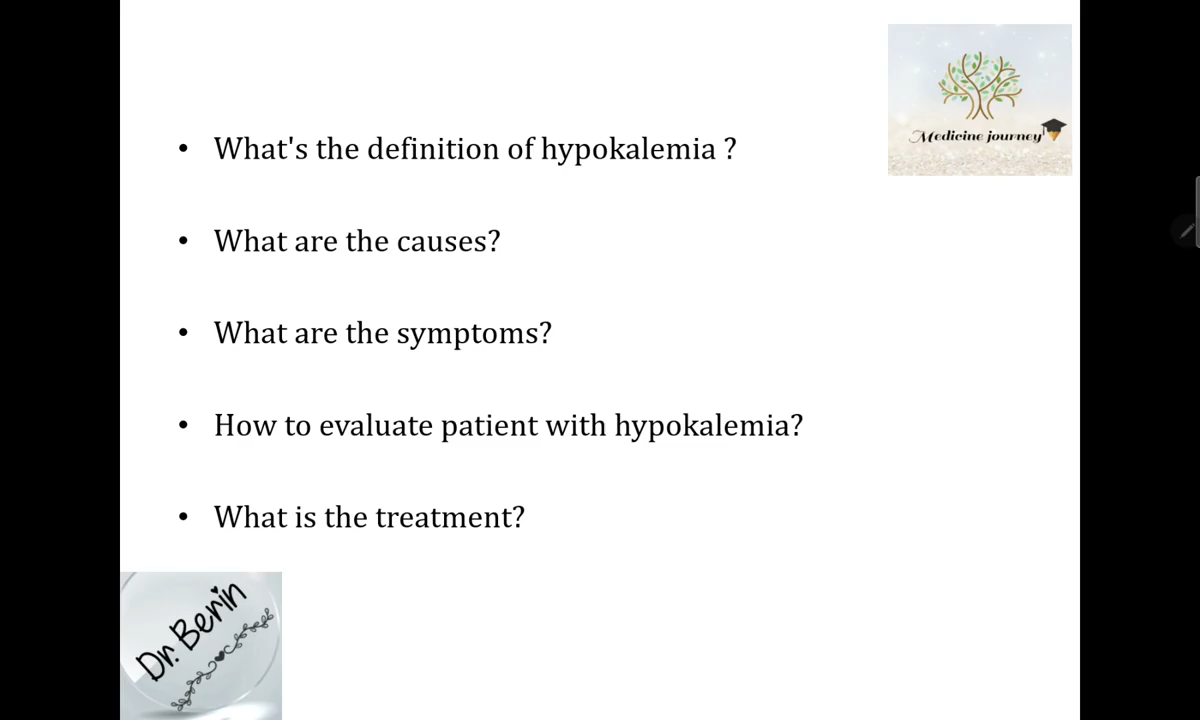 Medicine journey
• What's the definition of hypokalemia ?
• What are the causes?
• What are the symptoms?
• How to evaluate patient with hypokalemia?
• What is the treatment?
Dr. Berin